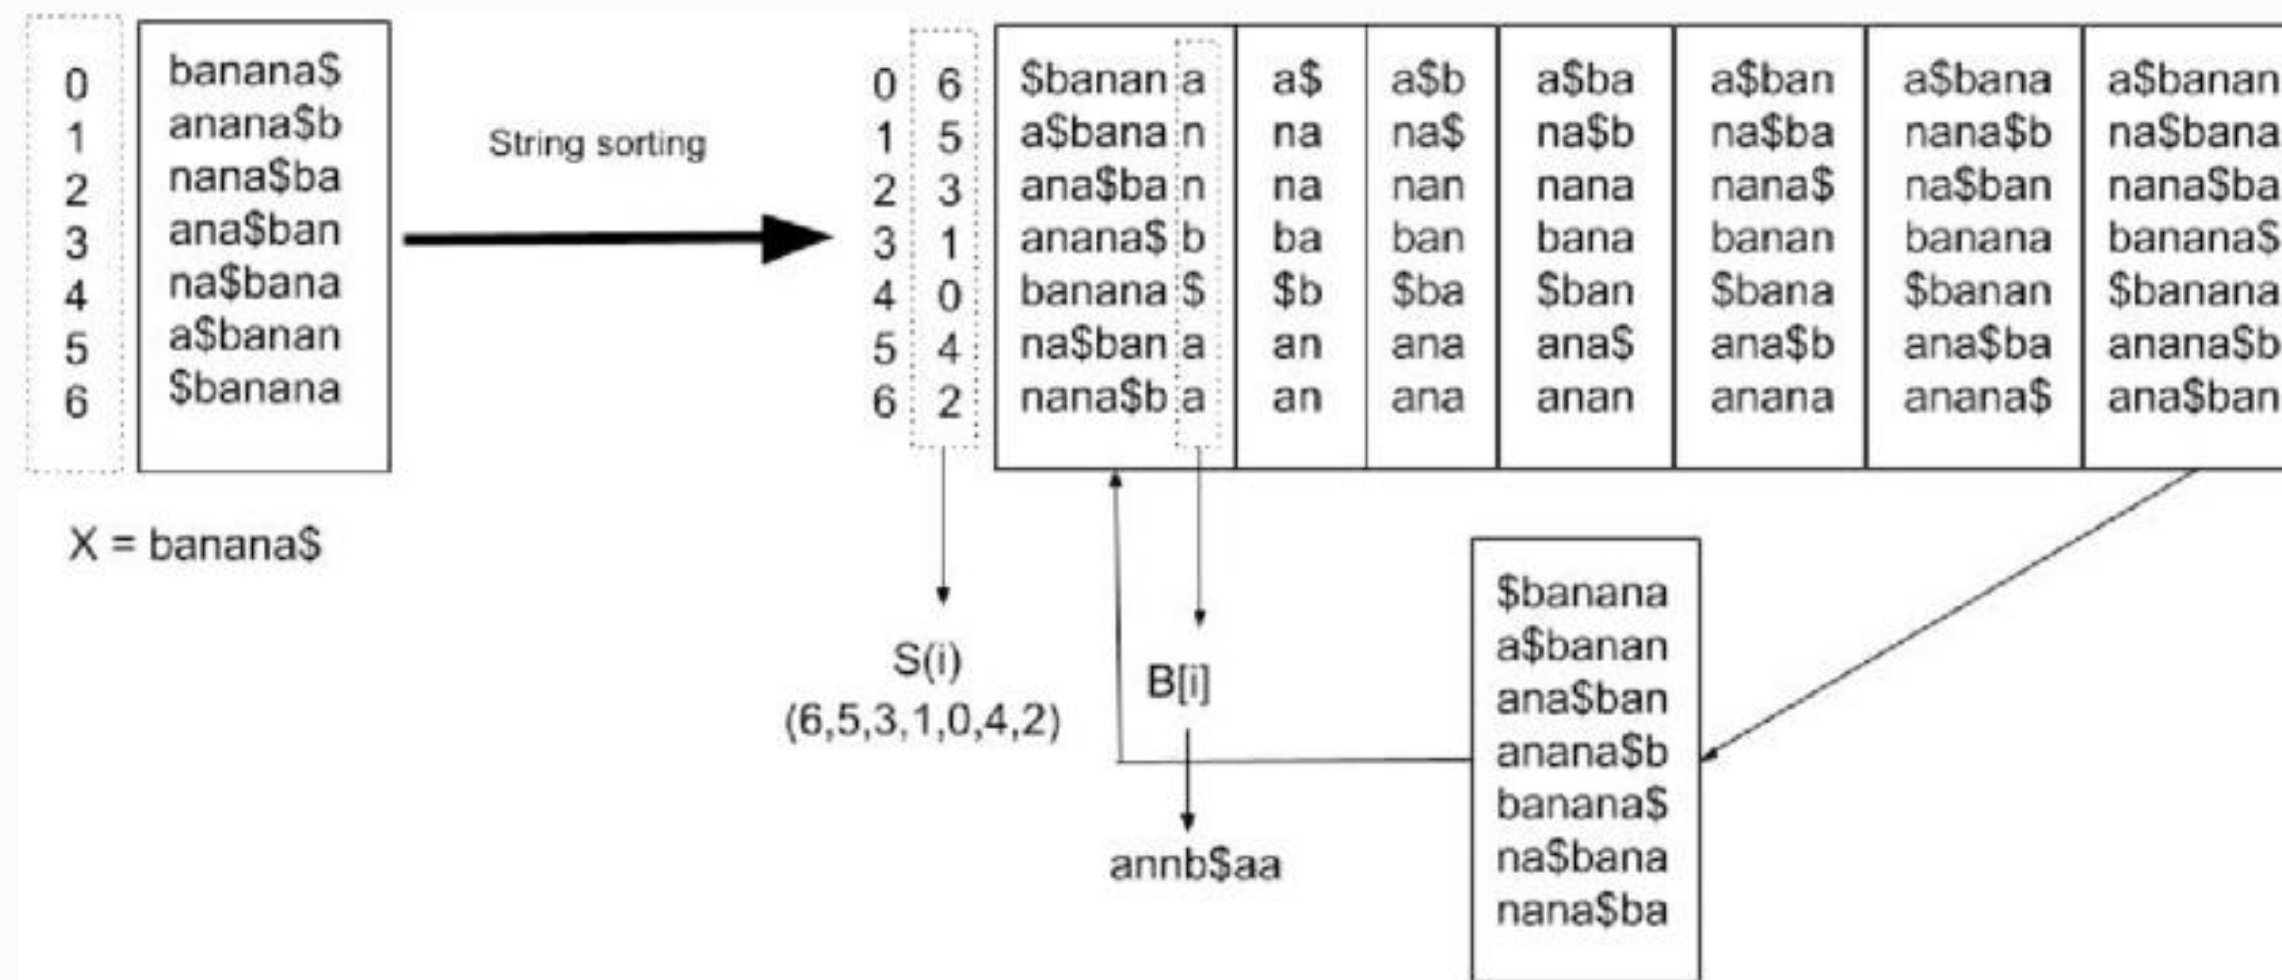 0 banana$
1 anana$b
2 nana$ba
3 ana$ban
4 na$bana
5 a$banan
6 $banana
X = banana$
String sorting
0 6 $banan a a$ a$b a$ba a$ban a$bana a$banan
1 5 a$bana n na na$ na$b na$ba nana$b na$bana
2 3 ana$ba n na nan nana nana$ na$ban nana$ba
3 1 anana$ b ba ban bana banan banana banana$
4 0 banana $ $b $ba $ban $bana $banan $banana
5 4 na$ban a an ana ana$ ana$b ana$ba anana$b
6 2 nana$b a an ana anan anana anana$ ana$ban
S(i)
(6,5,3,1,0,4,2)
B[i]
annb$aa
$banana
a$banan
ana$ban
anana$b
banana$
na$bana
nana$ba